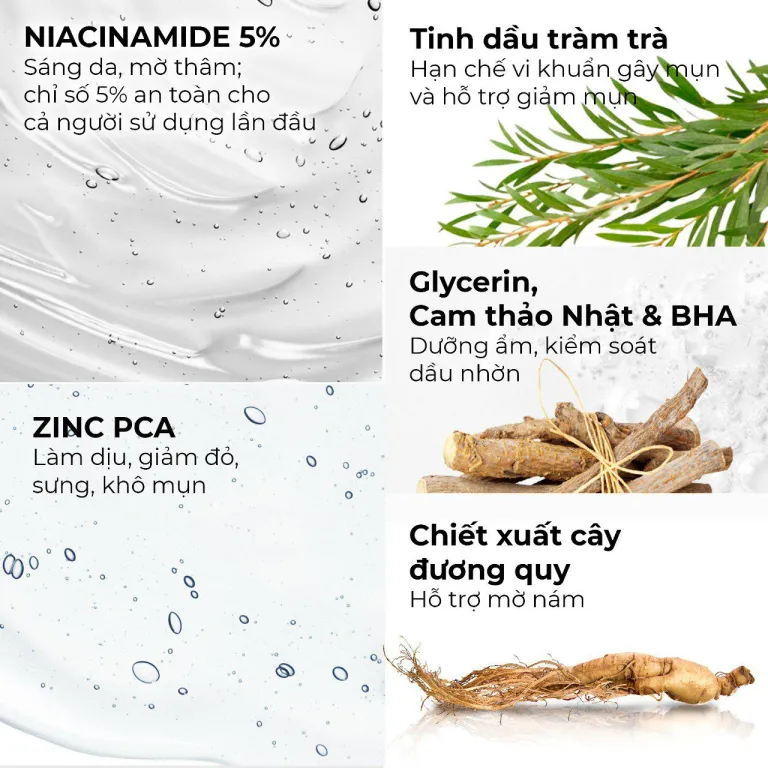 NIACINAMIDE 5%
Sáng da, mờ thâm;
chỉ số 5% an toàn cho
cả người sử dụng lần đầu
Tinh dầu tràm trà
Hạn chế vi khuẩn gây mụn
và hỗ trợ giảm mụn
Glycerin,
Cam thảo Nhật & BHA
Dưỡng ẩm, kiểm soát
dầu nhờn
ZINC PCA
Làm dịu, giảm đỏ,
sưng, khô mụn
Chiết xuất cây
đương quy
Hỗ trợ mờ nám